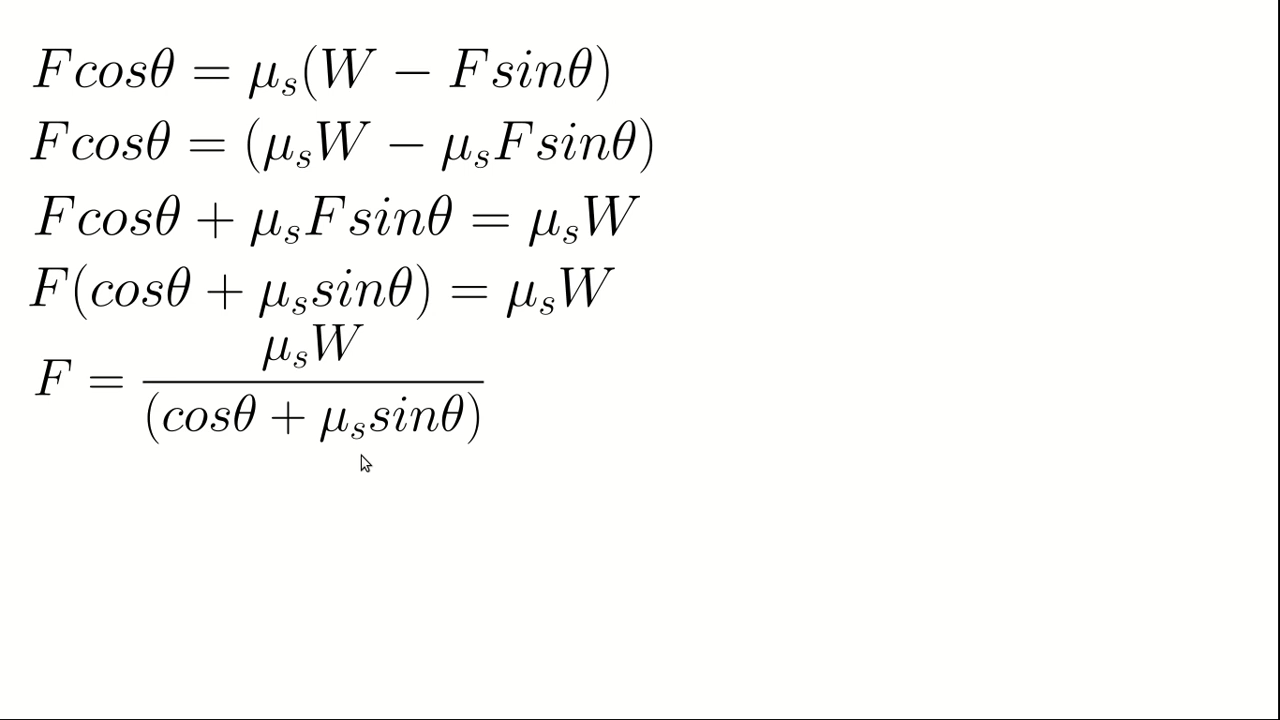 Fcosθ = μₛ(W − Fsinθ)
Fcosθ = (μₛW − μₛFsinθ)
Fcosθ + μₛFsinθ = μₛW
F(cosθ + μₛsinθ) = μₛW
F = μₛW / (cosθ + μₛsinθ)